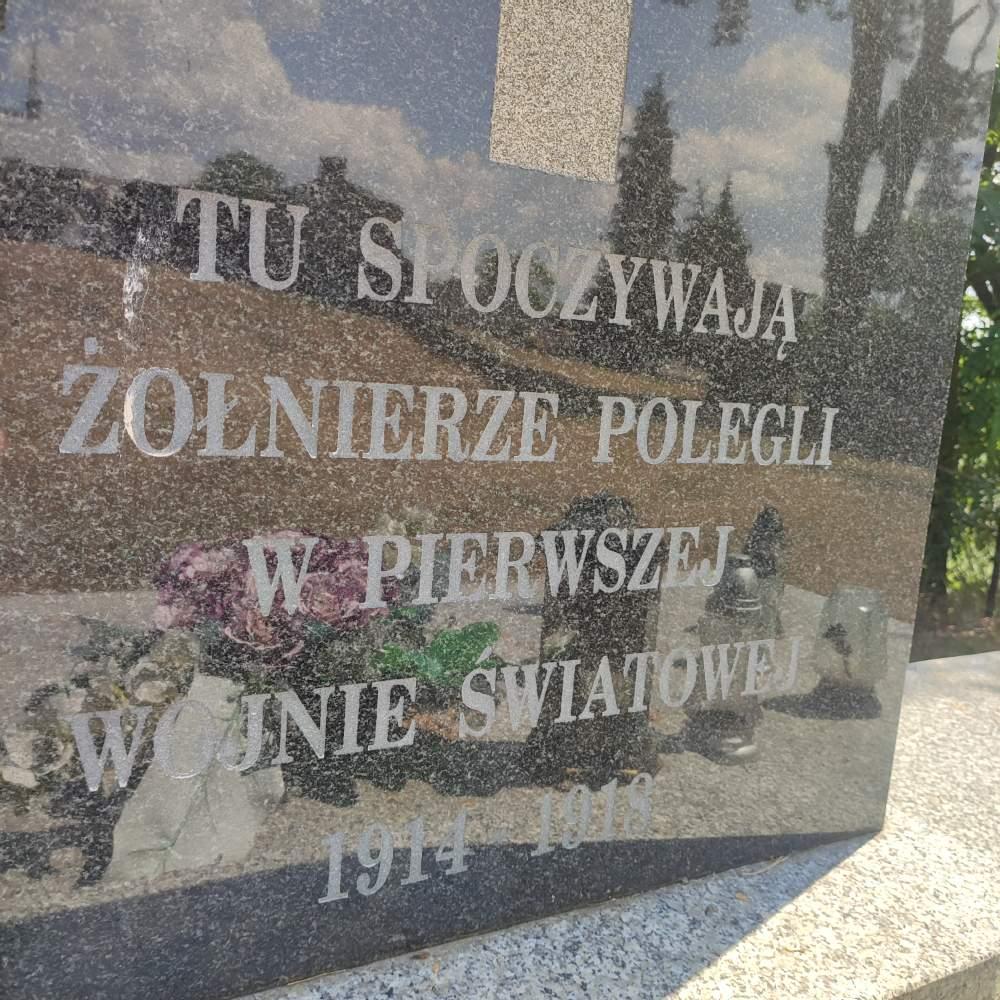 TU SPOCZYWAJĄ
ŻOŁNIERZE POLEGLI
W PIERWSZEJ
WOJNIE ŚWIATOWEJ
1914 - 1918